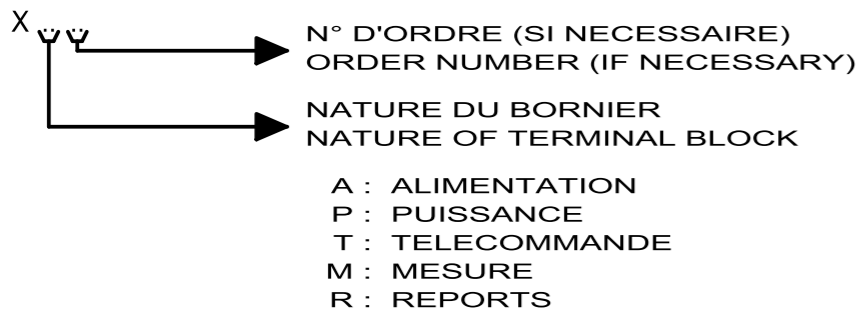 X
N° D'ORDRE (SI NECESSAIRE)
ORDER NUMBER (IF NECESSARY)
NATURE DU BORNIER
NATURE OF TERMINAL BLOCK
A : ALIMENTATION
P : PUISSANCE
T : TELECOMMANDE
M : MESURE
R : REPORTS